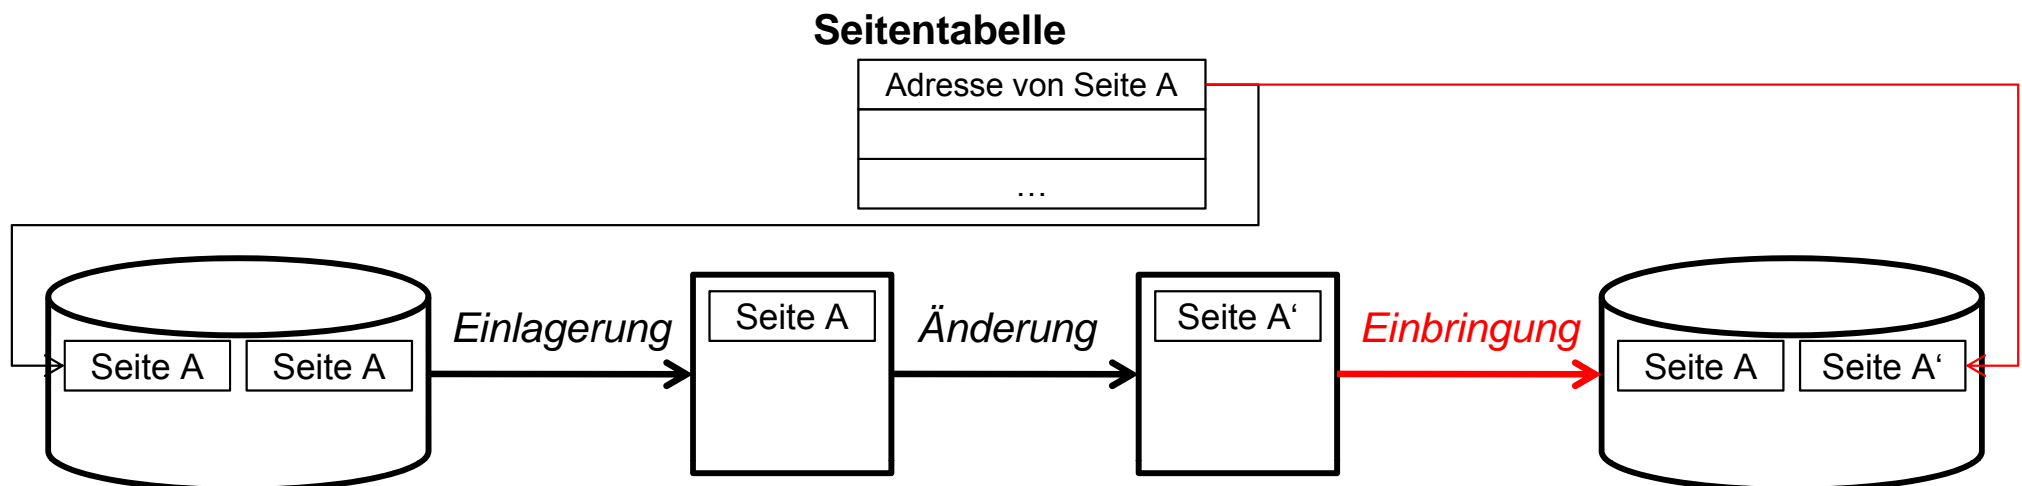 Seitentabelle
Adresse von Seite A
…
Einlagerung
Seite A
Änderung
Seite A‘
Einbringung
Seite A
Seite A
Seite A
Seite A‘